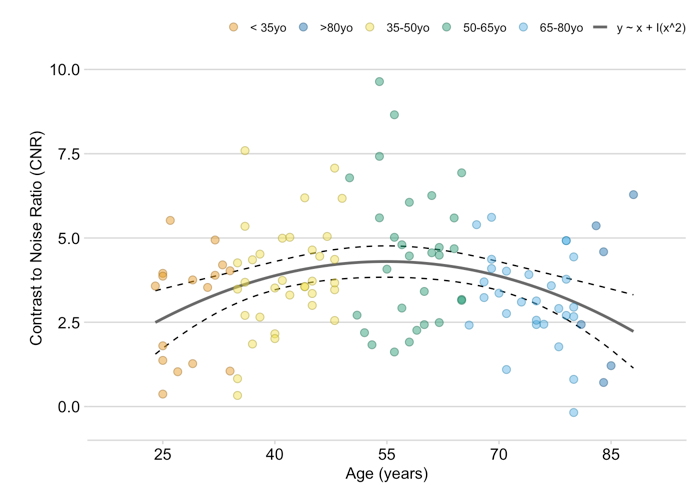 < 35yo >80yo 35-50yo 50-65yo 65-80yo y ~ x + I(x^2)
10.0
7.5
5.0
2.5
0.0
Contrast to Noise Ratio (CNR)
25 40 55 70 85
Age (years)